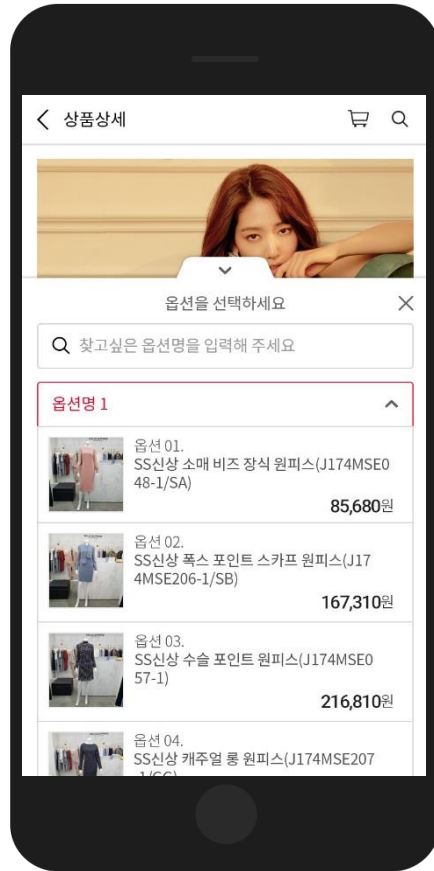 상품상세
옵션을 선택하세요
찾고싶은 옵션명을 입력해 주세요
옵션명 1
옵션 01.
SS신상 소매 비즈 장식 원피스(J174MSE0
48-1/SA)
85,680원
옵션 02.
SS신상 폭스 포인트 스카프 원피스(J17
4MSE206-1/SB)
167,310원
옵션 03.
SS신상 수술 포인트 원피스(J174MSE0
57-1)
216,810원
옵션 04.
SS신상 캐주얼 롱 원피스(J174MSE207